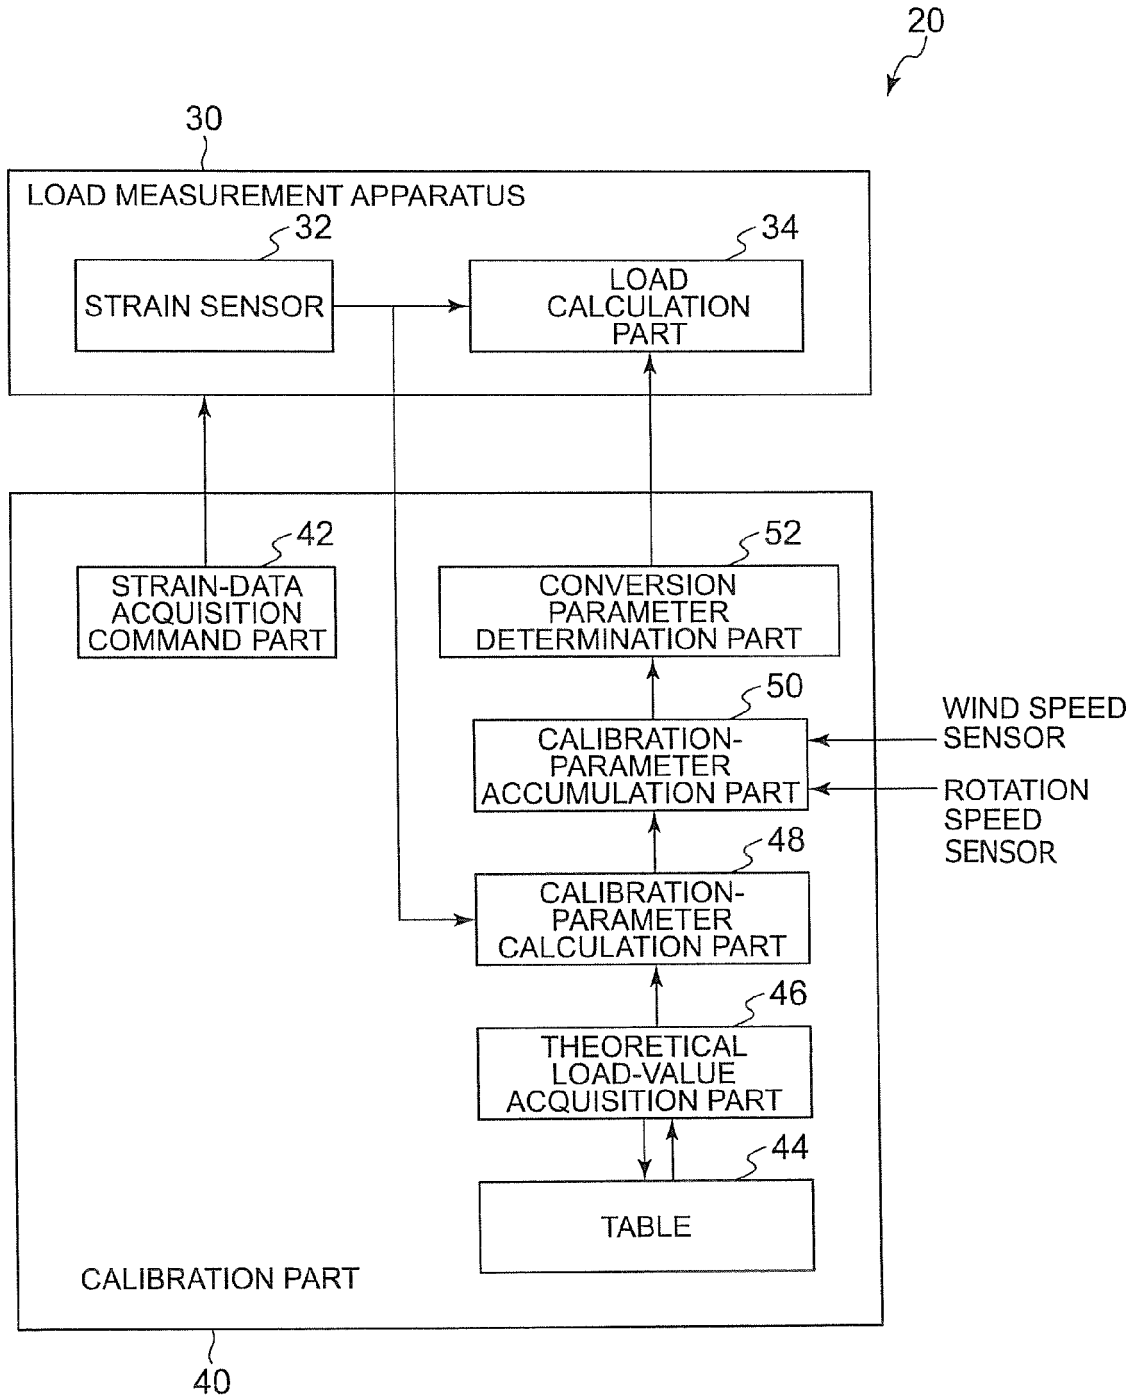 20
30
LOAD MEASUREMENT APPARATUS
32
34
STRAIN SENSOR
LOAD
CALCULATION
PART
42
52
STRAIN-DATA
ACQUISITION
COMMAND PART
CONVERSION
PARAMETER
DETERMINATION PART
50
CALIBRATION-
PARAMETER
ACCUMULATION PART
WIND SPEED
SENSOR
ROTATION
SPEED
SENSOR
48
CALIBRATION-
PARAMETER
CALCULATION PART
46
THEORETICAL
LOAD-VALUE
ACQUISITION PART
44
TABLE
CALIBRATION PART
40